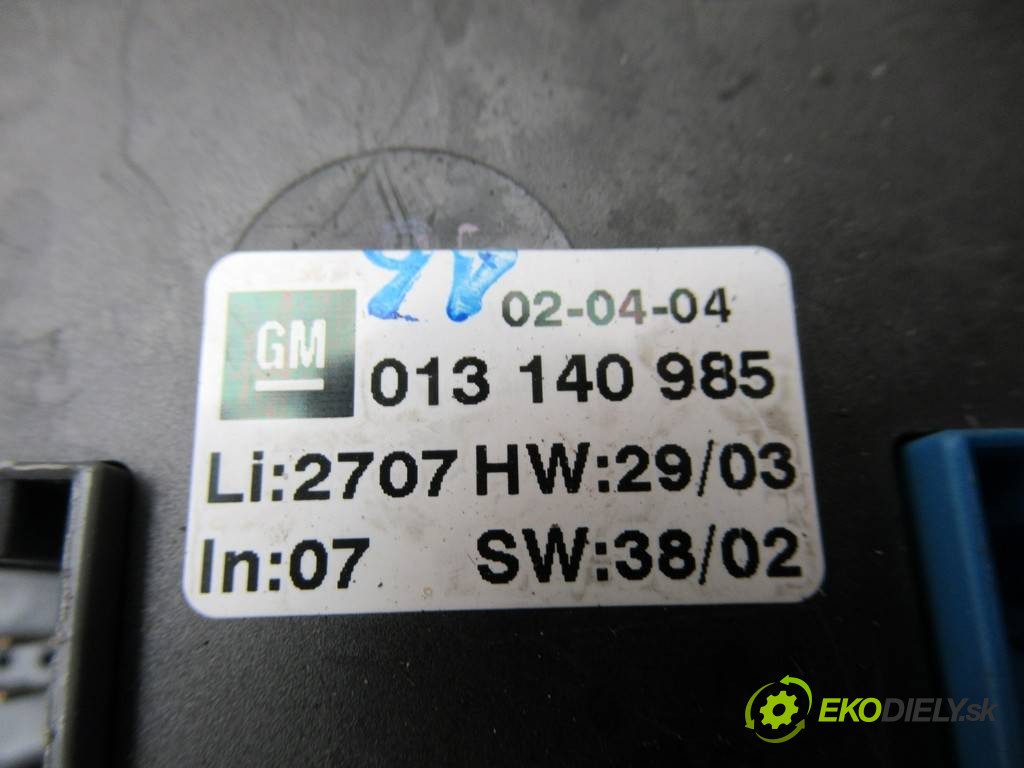 02-04-04
GM
013 140 985
Li:2707 HW:29/03
In:07 SW:38/02
EKODIELY.sk